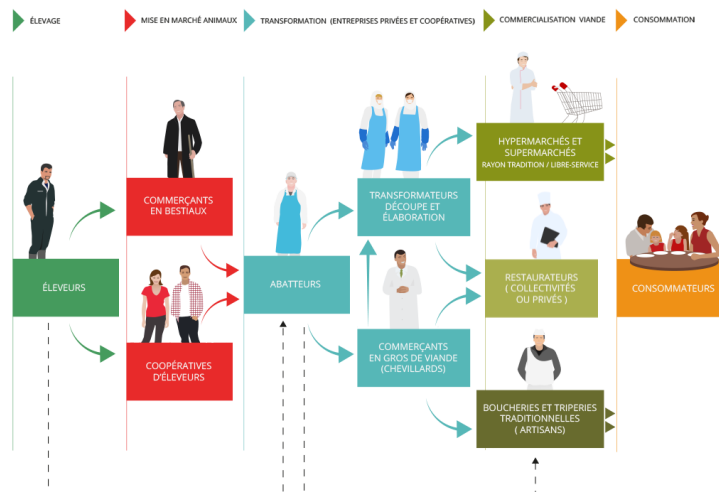 ÉLEVAGE
MISE EN MARCHÉ ANIMAUX
TRANSFORMATION (ENTREPRISES PRIVÉES ET COOPÉRATIVES)
COMMERCIALISATION VIANDE
CONSOMMATION
HYPERMARCHÉS ET
SUPERMARCHÉS
RAYON TRADITION / LIBRE-SERVICE
COMMERÇANTS
EN BESTIAUX
TRANSFORMATEURS
DÉCOUPE ET
ÉLABORATION
ÉLEVEURS
ABATTEURS
RESTAURATEURS
( COLLECTIVITÉS
OU PRIVÉS )
CONSOMMATEURS
COOPÉRATIVES
D'ÉLEVEURS
COMMERÇANTS
EN GROS DE VIANDE
(CHEVILLARDS)
BOUCHERIES ET TRIPERIES
TRADITIONNELLES
( ARTISANS)